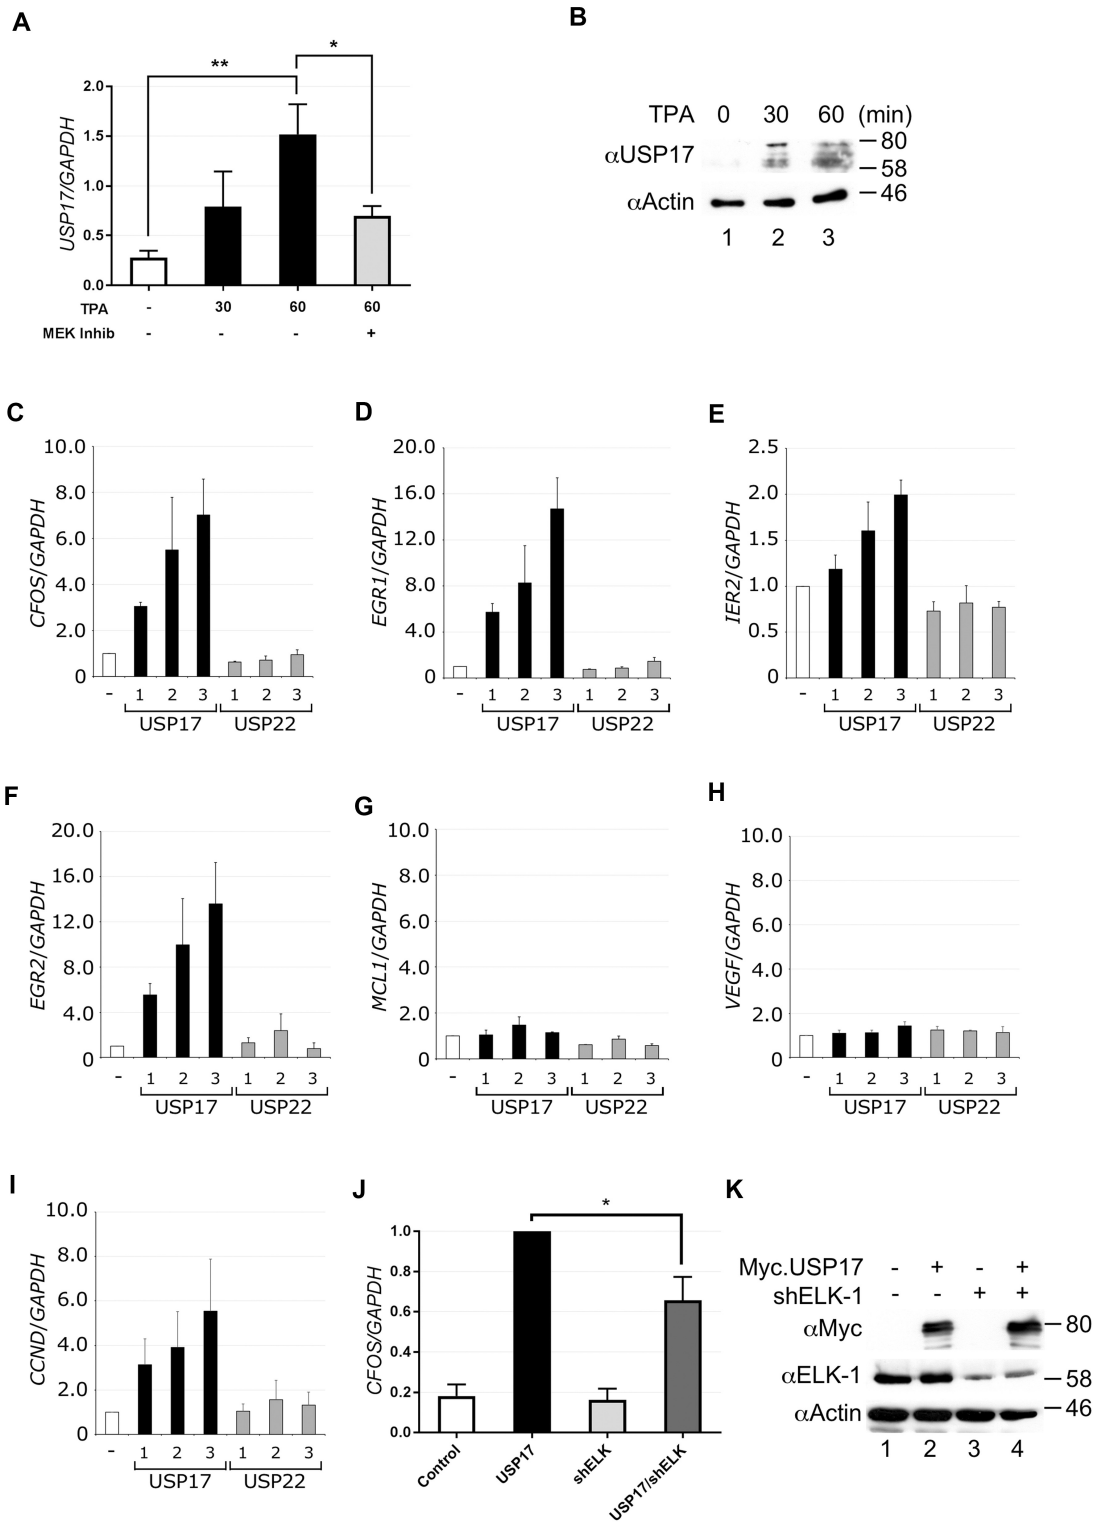 A
USP17/GAPDH
2.0
1.5
1.0
0.5
0.0
**
*
TPA - 30 60 60
MEK Inhib - - - +
B
TPA 0 30 60 (min)
αUSP17
80
58
αActin
46
1 2 3
C
CFOS/GAPDH
10.0
8.0
6.0
4.0
2.0
0
- 1 2 3 1 2 3
USP17 USP22
D
EGR1/GAPDH
20.0
16.0
12.0
8.0
4.0
0
- 1 2 3 1 2 3
USP17 USP22
E
IER2/GAPDH
2.5
2.0
1.5
1.0
0.5
0
- 1 2 3 1 2 3
USP17 USP22
F
EGR2/GAPDH
20.0
16.0
12.0
8.0
4.0
0
- 1 2 3 1 2 3
USP17 USP22
G
MCL1/GAPDH
10.0
8.0
6.0
4.0
2.0
0
- 1 2 3 1 2 3
USP17 USP22
H
VEGF/GAPDH
10.0
8.0
6.0
4.0
2.0
0
- 1 2 3 1 2 3
USP17 USP22
I
CCND/GAPDH
10.0
8.0
6.0
4.0
2.0
0
- 1 2 3 1 2 3
USP17 USP22
J
CFOS/GAPDH
1.0
0.8
0.6
0.4
0.2
0.0
*
Control
USP17
shELK
USP17/shELK
K
Myc.USP17 - + - +
shELK-1 - - + +
αMyc
80
αELK-1
58
αActin
46
1 2 3 4